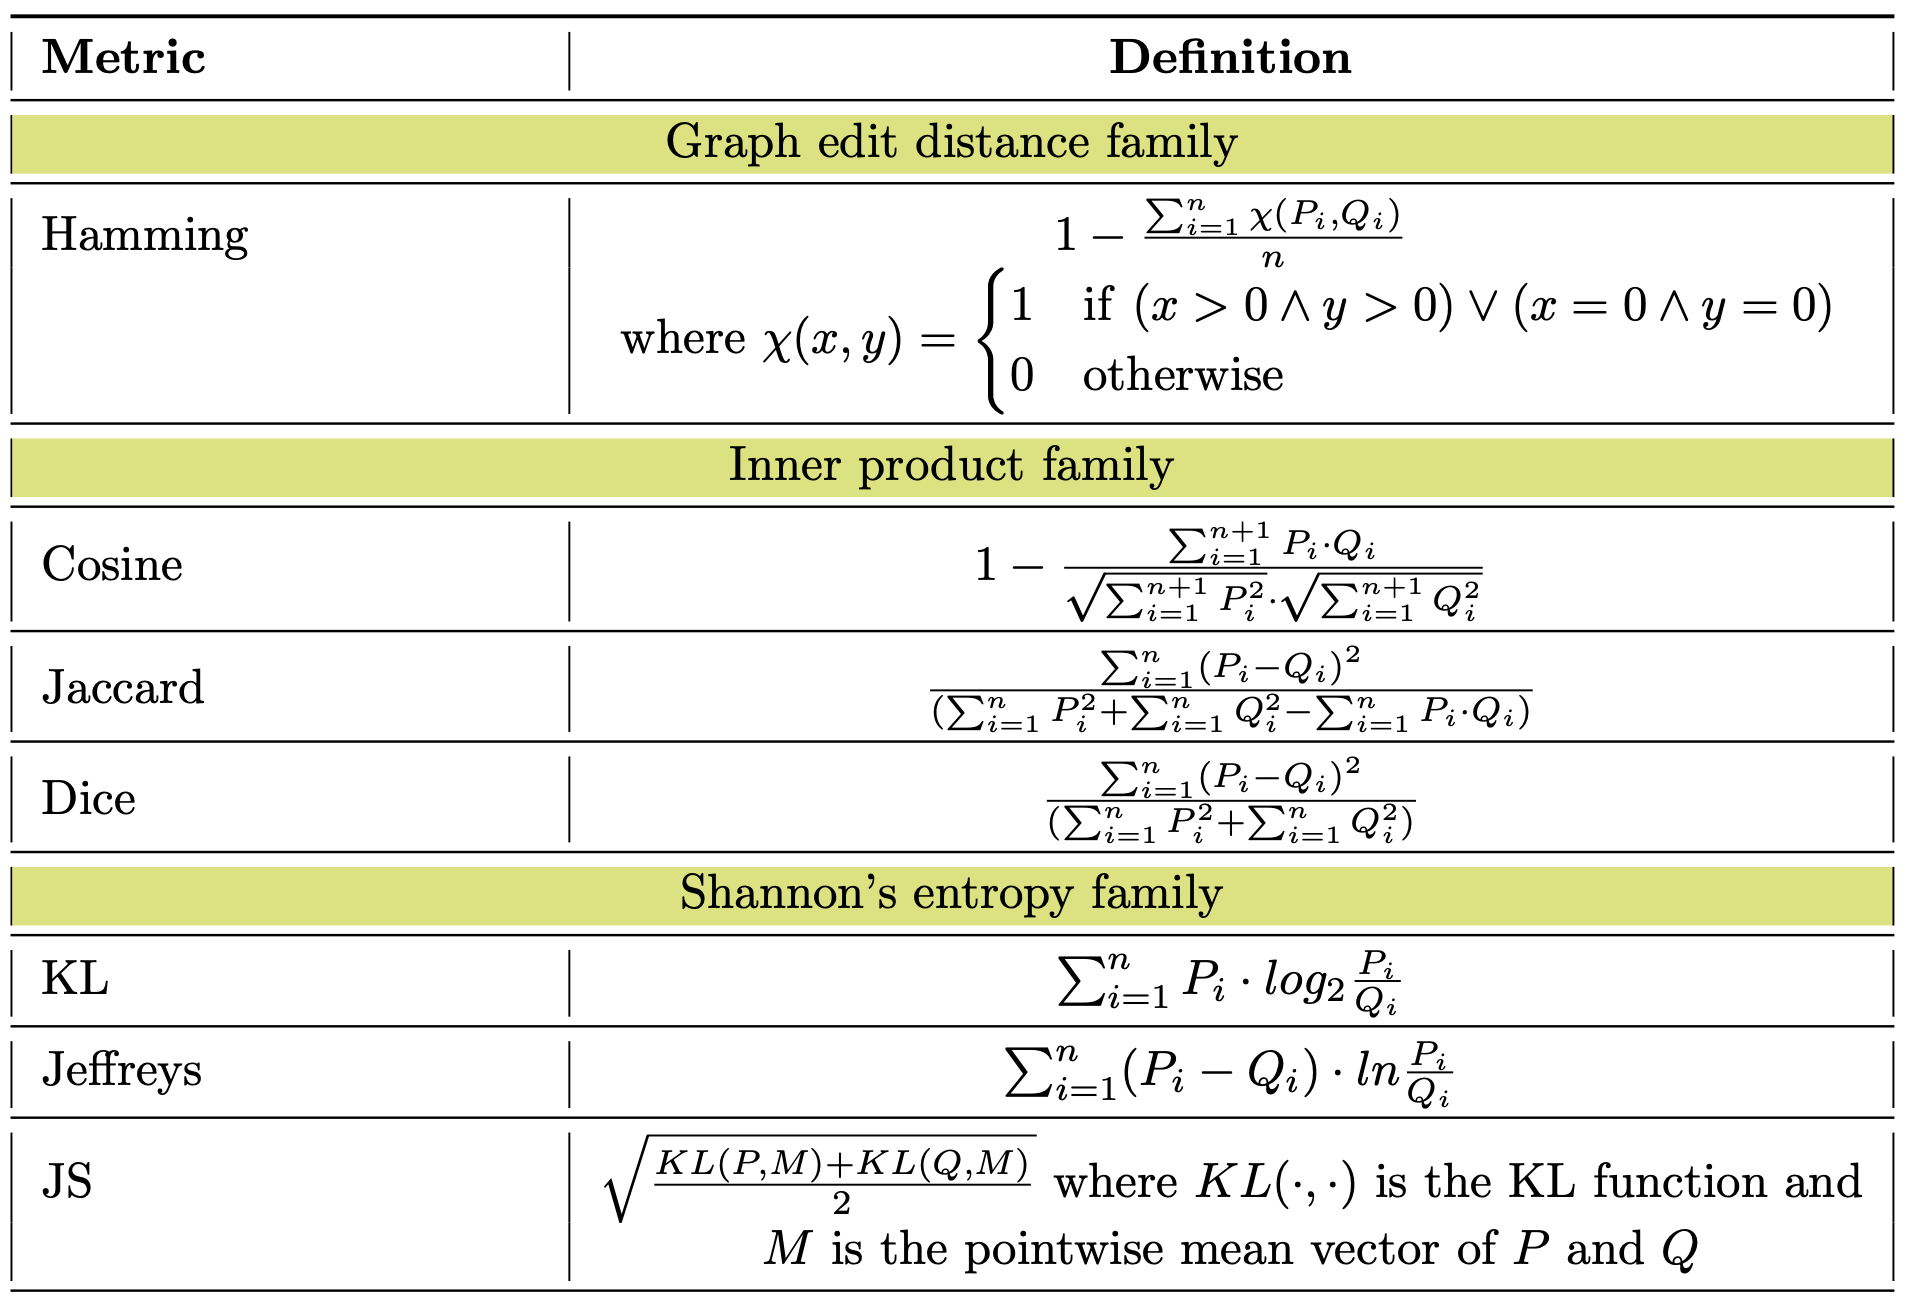 Metric Definition
Graph edit distance family
Hamming $1 - \frac{\sum_{i=1}^{n} \chi(P_i,Q_i)}{n}$
where $\chi(x, y) = \begin{cases} 1 & \text{if } (x > 0 \wedge y > 0) \vee (x = 0 \wedge y = 0) \\ 0 & \text{otherwise} \end{cases}$
Inner product family
Cosine $1 - \frac{\sum_{i=1}^{n+1} P_i \cdot Q_i}{\sqrt{\sum_{i=1}^{n+1} P_i^2} \cdot \sqrt{\sum_{i=1}^{n+1} Q_i^2}}$
Jaccard $\frac{\sum_{i=1}^{n} (P_i - Q_i)^2}{(\sum_{i=1}^{n} P_i^2 + \sum_{i=1}^{n} Q_i^2 - \sum_{i=1}^{n} P_i \cdot Q_i)}$
Dice $\frac{\sum_{i=1}^{n} (P_i - Q_i)^2}{(\sum_{i=1}^{n} P_i^2 + \sum_{i=1}^{n} Q_i^2)}$
Shannon's entropy family
KL $\sum_{i=1}^{n} P_i \cdot log_2 \frac{P_i}{Q_i}$
Jeffreys $\sum_{i=1}^{n} (P_i - Q_i) \cdot ln \frac{P_i}{Q_i}$
JS $\sqrt{\frac{KL(P,M)+KL(Q,M)}{2}}$ where $KL(\cdot, \cdot)$ is the KL function and
$M$ is the pointwise mean vector of $P$ and $Q$